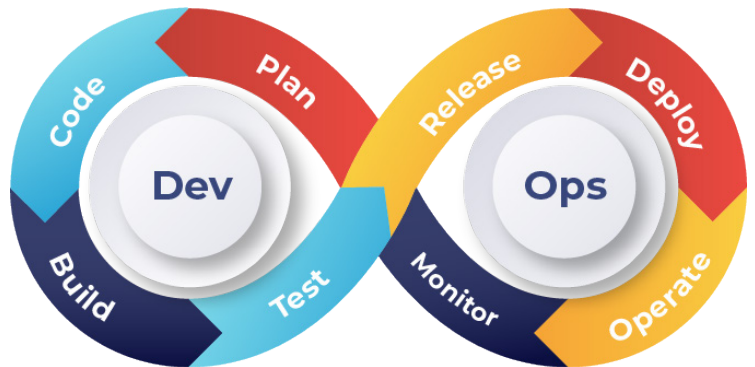 Plan
Code
Build
Test
Release
Deploy
Operate
Monitor
Dev
Ops